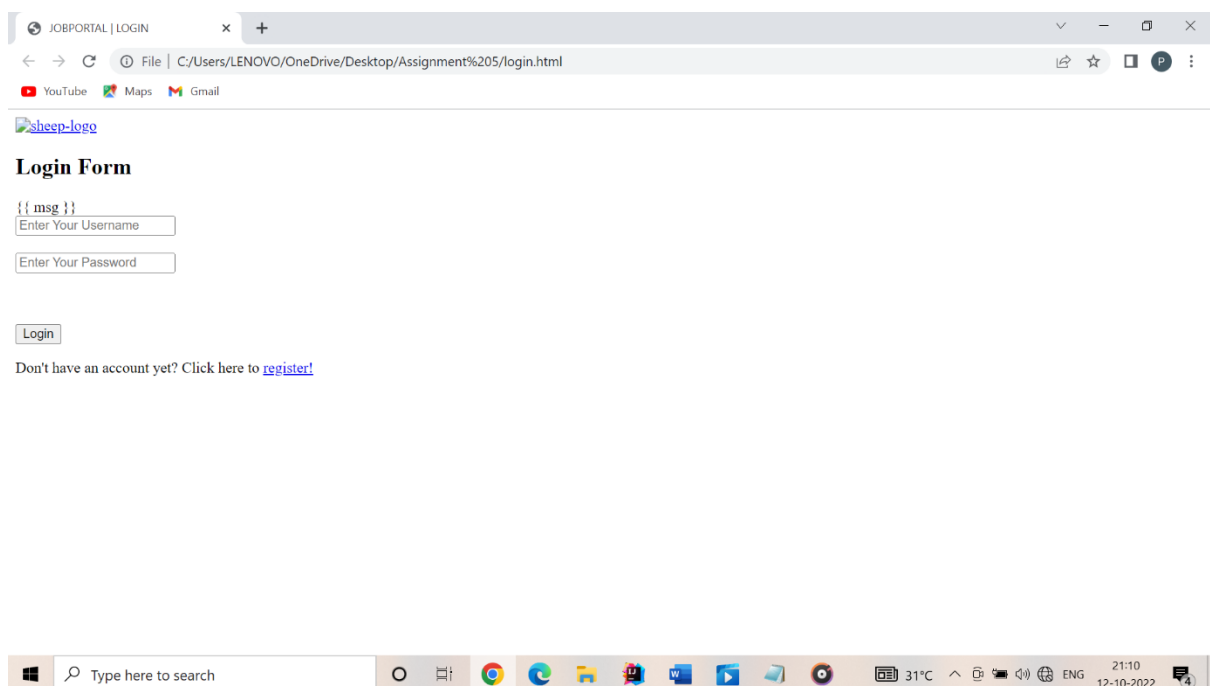 JOBPORTAL | LOGIN
File | C:/Users/LENOVO/OneDrive/Desktop/Assignment%205/login.html
P
YouTube Maps Gmail
sheep-logo
Login Form
{{ msg }}
Enter Your Username
Enter Your Password
Login
Don't have an account yet? Click here to register!
Type here to search
31°C ENG
21:10
12-10-2022
4